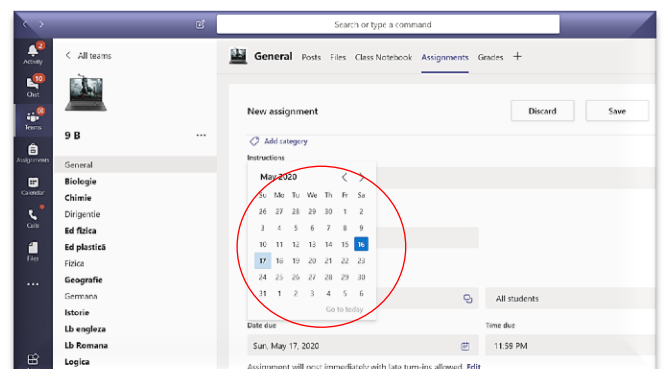 Search or type a command
2
Activity
10
Chat
Teams
Assignments
Calendar
Calls
Files
All teams
9 B
General
Biologie
Chimie
Dirigentie
Ed fizica
Ed plastică
Fizica
Geografie
Germana
Istorie
Lb engleza
Lb Romana
Logica
General Posts Files Class Notebook Assignments Grades
New assignment Discard Save
Add category
Instructions
May 2020
Su Mo Tu We Th Fr Sa
26 27 28 29 30 1 2
3 4 5 6 7 8 9
10 11 12 13 14 15 16
17 18 19 20 21 22 23
24 25 26 27 28 29 30
31 1 2 3 4 5 6
Go to today
All students
Date due Time due
Sun, May 17, 2020 11:59 PM
Assignment will post immediately with late turn-ins allowed. Edit